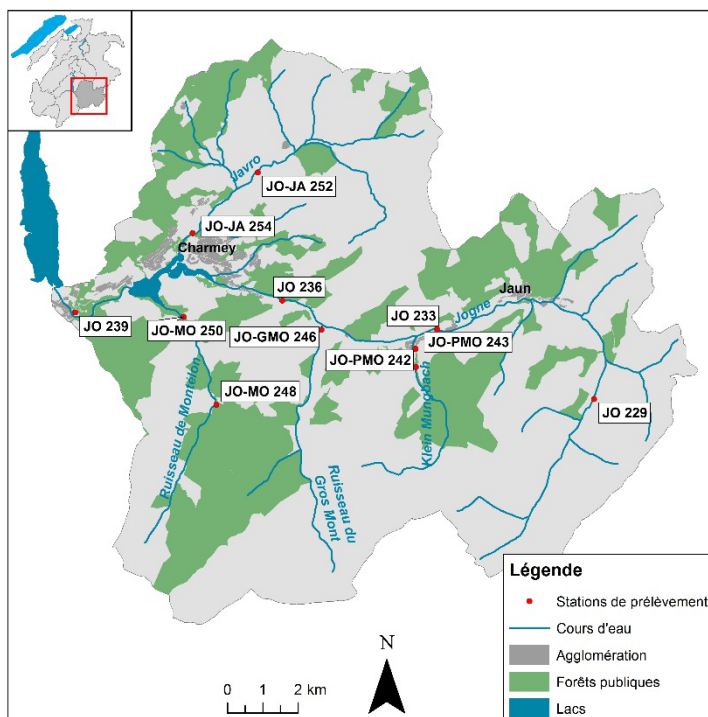 Javro
JO-JA 252
JO-JA 254
Charmey
JO 236
Jaun
JO 233
Jogne
JO 239
JO-MO 250
JO-GMO 246
JO-PMO 243
JO-PMO 242
JO-MO 248
JO 229
Ruisseau de Montélon
Klein Mungbach
Ruisseau du
Gros Mont
Légende
Stations de prélèvement
Cours d'eau
Agglomération
Forêts publiques
Lacs
N
0 1 2 km